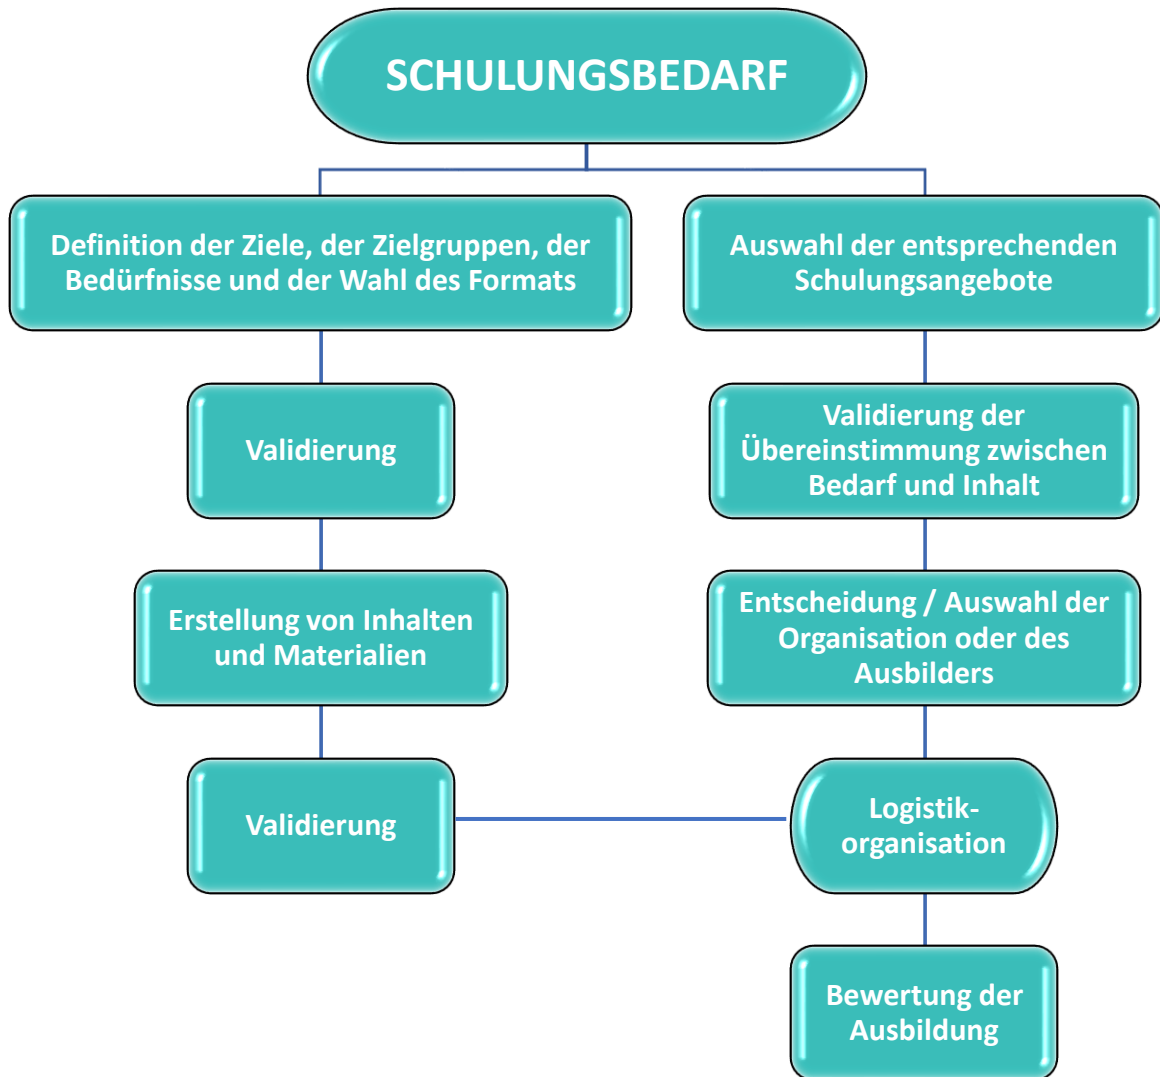 SCHULUNGSBEDARF
Definition der Ziele, der Zielgruppen, der
Bedürfnisse und der Wahl des Formats
Auswahl der entsprechenden
Schulungsangebote
Validierung
Validierung der
Übereinstimmung zwischen
Bedarf und Inhalt
Erstellung von Inhalten
und Materialien
Entscheidung / Auswahl der
Organisation oder des
Ausbilders
Validierung
Logistik-
organisation
Bewertung der
Ausbildung